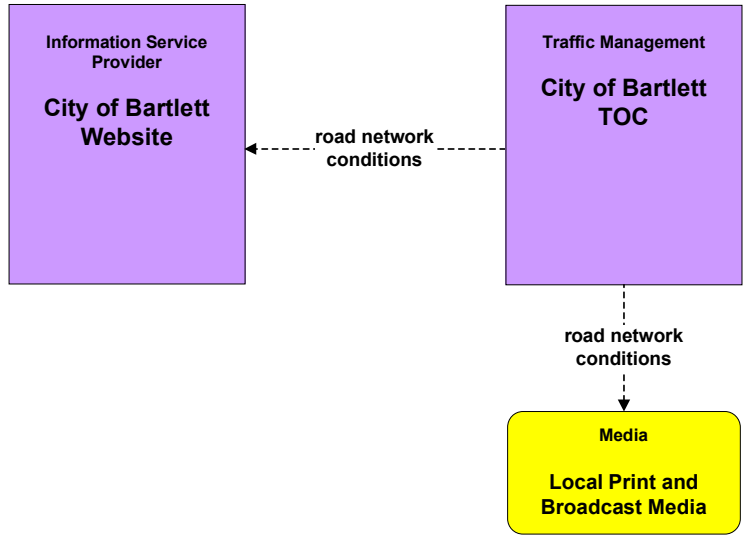 Information Service
Provider
City of Bartlett
Website
Traffic Management
City of Bartlett
TOC
road network
conditions
road network
conditions
Media
Local Print and
Broadcast Media